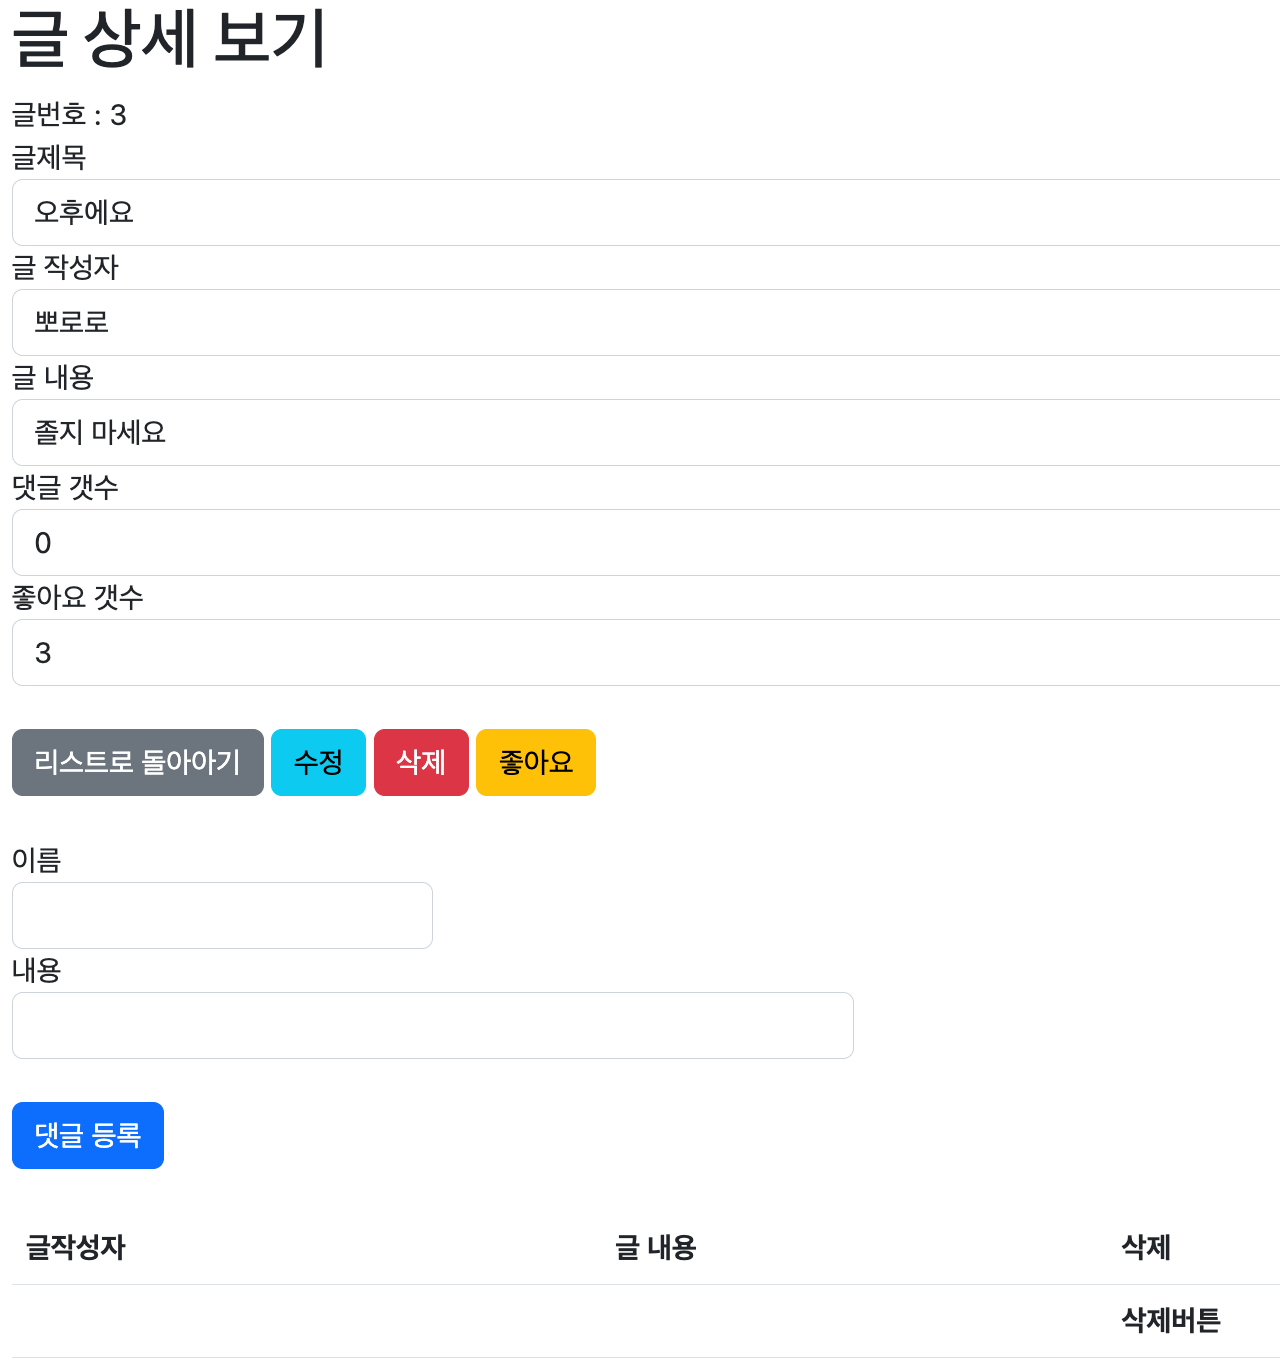 글 상세 보기
글번호 : 3
글제목
오후에요
글 작성자
뽀로로
글 내용
졸지 마세요
댓글 갯수
0
좋아요 갯수
3
리스트로 돌아아기 수정 삭제 좋아요
이름
내용
댓글 등록
글작성자 글 내용 삭제
삭제버튼